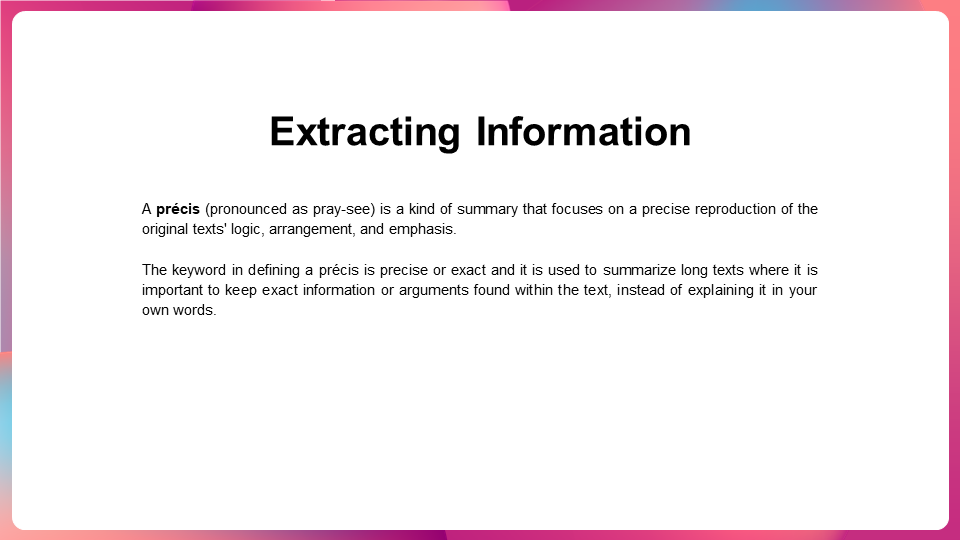 Extracting Information
A précis (pronounced as pray-see) is a kind of summary that focuses on a precise reproduction of the
original texts' logic, arrangement, and emphasis.
The keyword in defining a précis is precise or exact and it is used to summarize long texts where it is
important to keep exact information or arguments found within the text, instead of explaining it in your
own words.